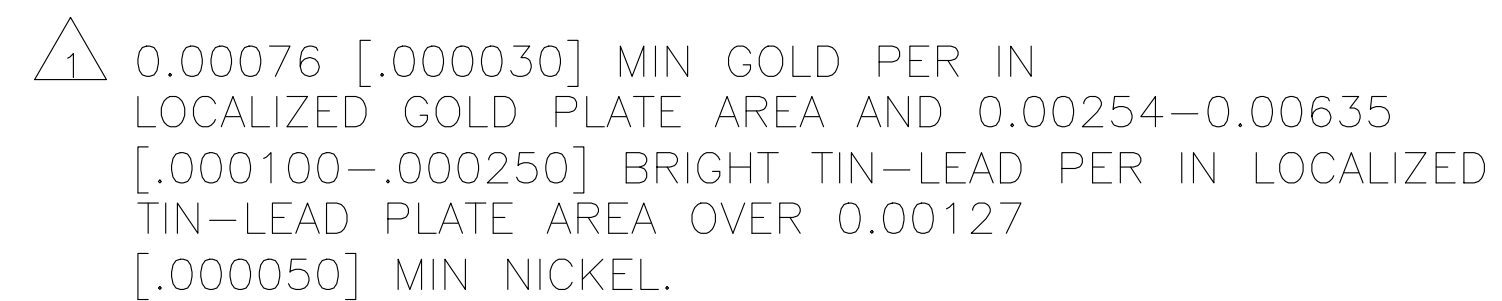 1 0.00076 [.000030] MIN GOLD PER IN
LOCALIZED GOLD PLATE AREA AND 0.00254-0.00635
[.000100-.000250] BRIGHT TIN-LEAD PER IN LOCALIZED
TIN-LEAD PLATE AREA OVER 0.00127
[.000050] MIN NICKEL.